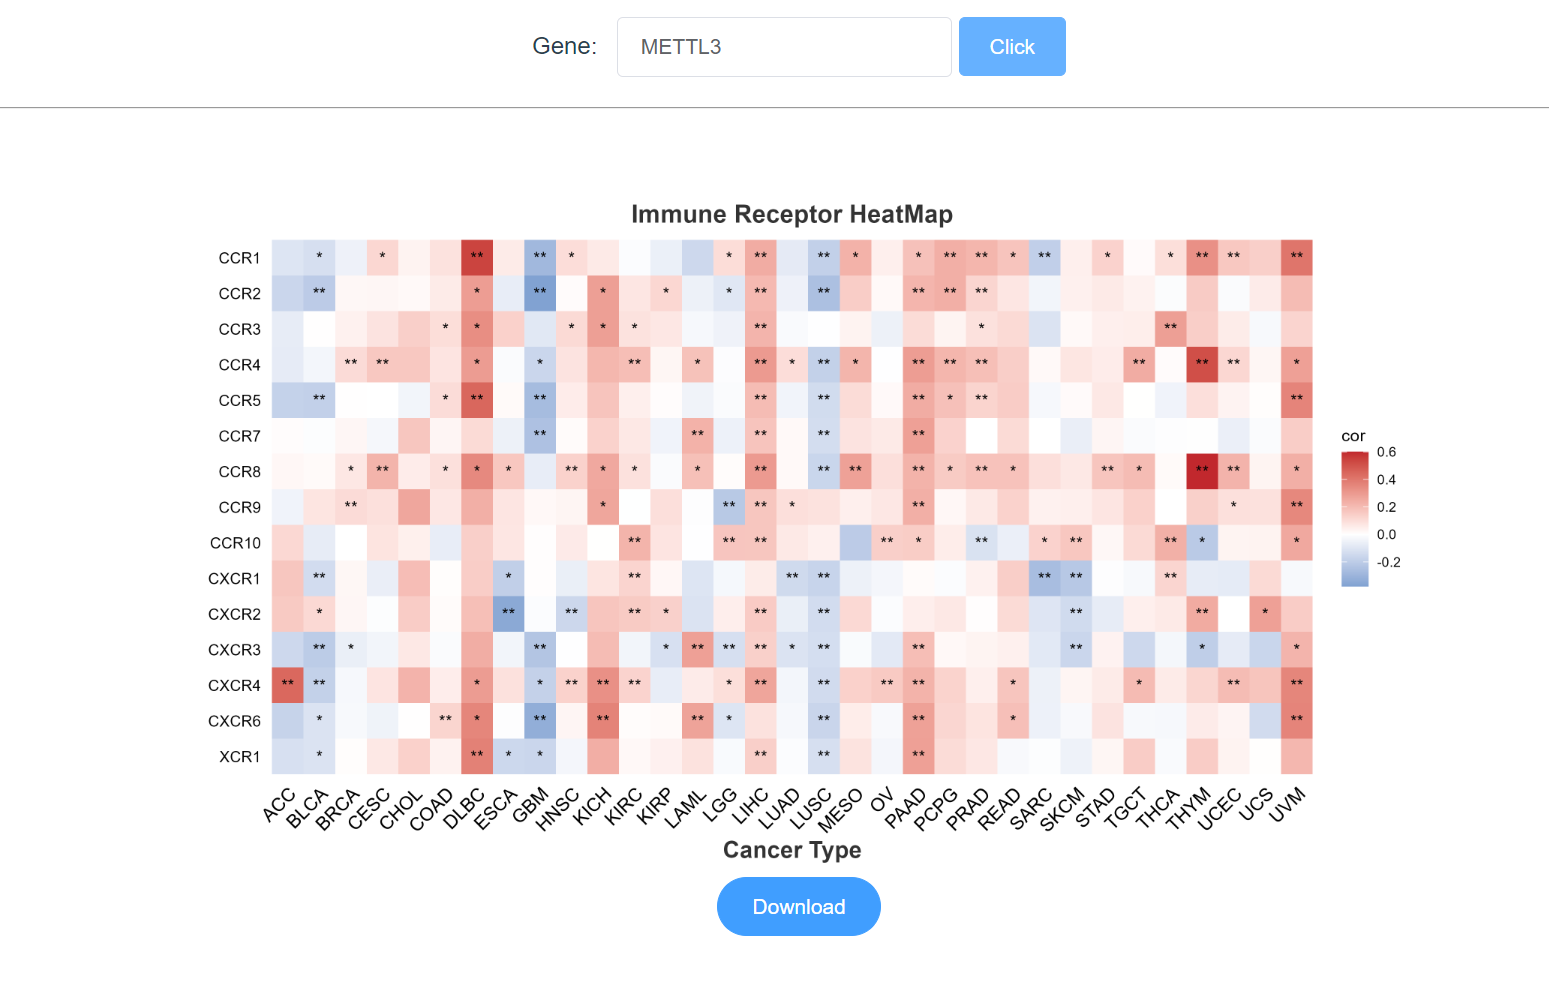 Gene: METTL3 Click
Immune Receptor HeatMap
CCR1 * * ** ** * * ** ** * * ** ** * ** * * ** ** **
CCR2 ** * ** * * * ** ** ** ** **
CCR3 * * * * * ** * **
CCR4 ** ** * * ** * ** * ** * ** ** ** ** ** ** *
CCR5 ** * ** ** ** ** ** * ** **
CCR7 ** ** ** ** **
CCR8 * ** * * * ** * * * ** ** ** ** * ** * ** * ** ** *
CCR9 ** * ** ** * ** * **
CCR10 ** ** ** ** * ** * ** ** * *
CXCR1 ** * ** ** ** ** ** **
CXCR2 * ** ** ** * ** ** ** ** *
CXCR3 ** * ** * ** ** ** * ** ** ** * *
CXCR4 ** ** * * ** ** ** * ** ** ** ** * * ** **
CXCR6 * ** * ** ** ** * ** ** * **
XCR1 * ** * * ** ** **
cor
0.6
0.4
0.2
0.0
-0.2
ACC BLCA BRCA CESC CHOL COAD DLBC ESCA GBM HNSC KICH KIRC KIRP LAML LGG LIHC LUAD LUSC MESO OV PAAD PCPG PRAD READ SARC SKCM STAD TGCT THCA THYM UCEC UCS UVM
Cancer Type
Download